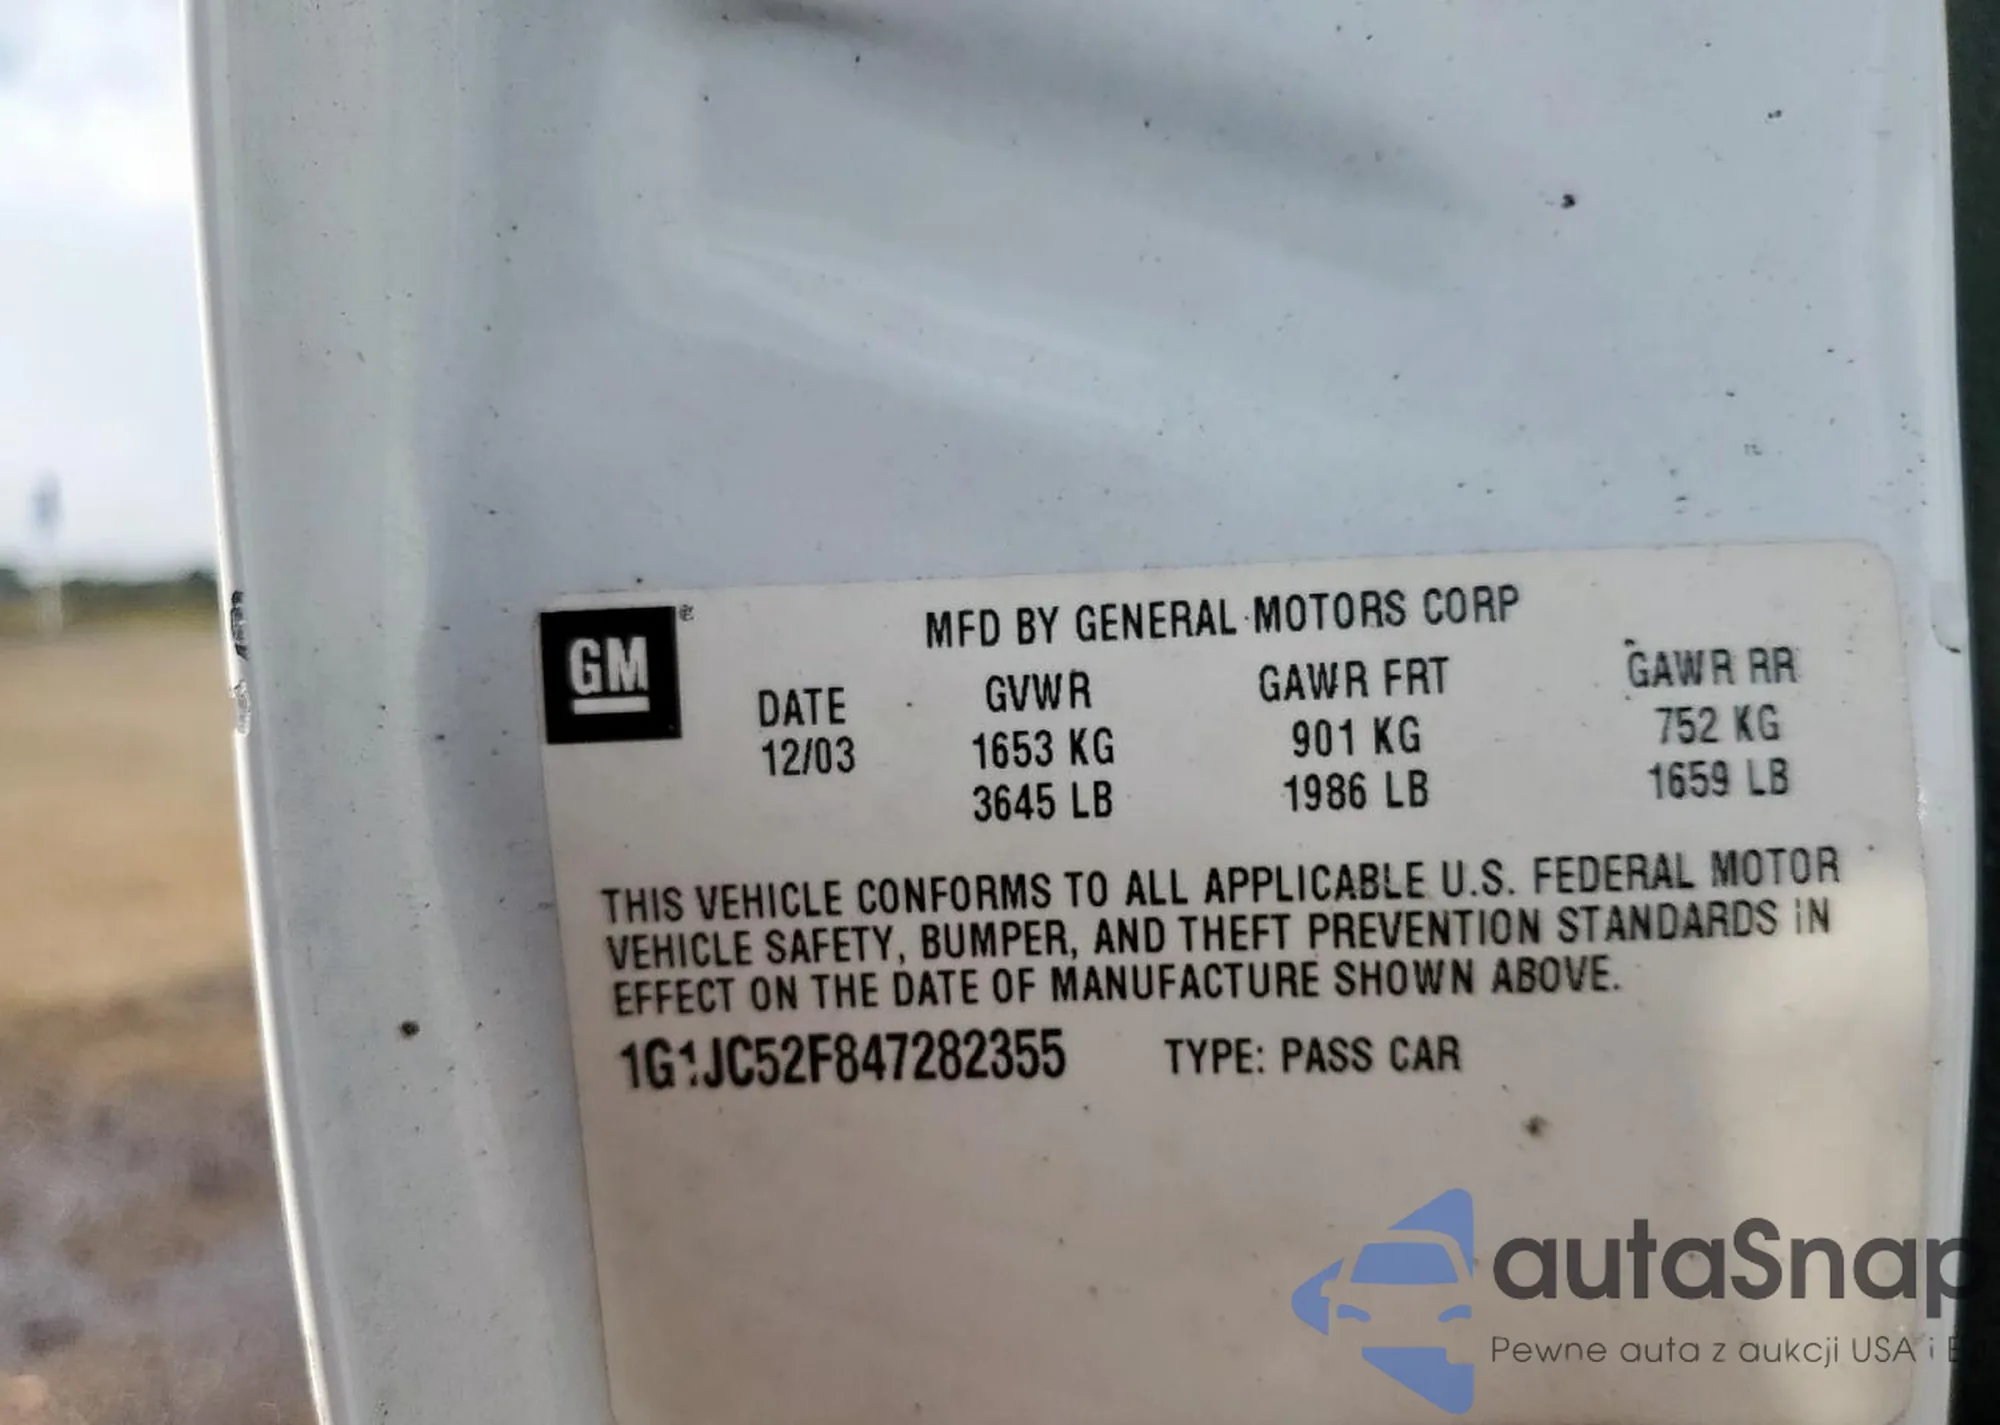 GM
MFD BY GENERAL MOTORS CORP
DATE GVWR GAWR FRT GAWR RR
12/03 1653 KG 901 KG 752 KG
3645 LB 1986 LB 1659 LB
THIS VEHICLE CONFORMS TO ALL APPLICABLE U.S. FEDERAL MOTOR
VEHICLE SAFETY, BUMPER, AND THEFT PREVENTION STANDARDS IN
EFFECT ON THE DATE OF MANUFACTURE SHOWN ABOVE.
1G1JC52F847282355 TYPE: PASS CAR
autaSnap
Pewne auta z aukcji USA i